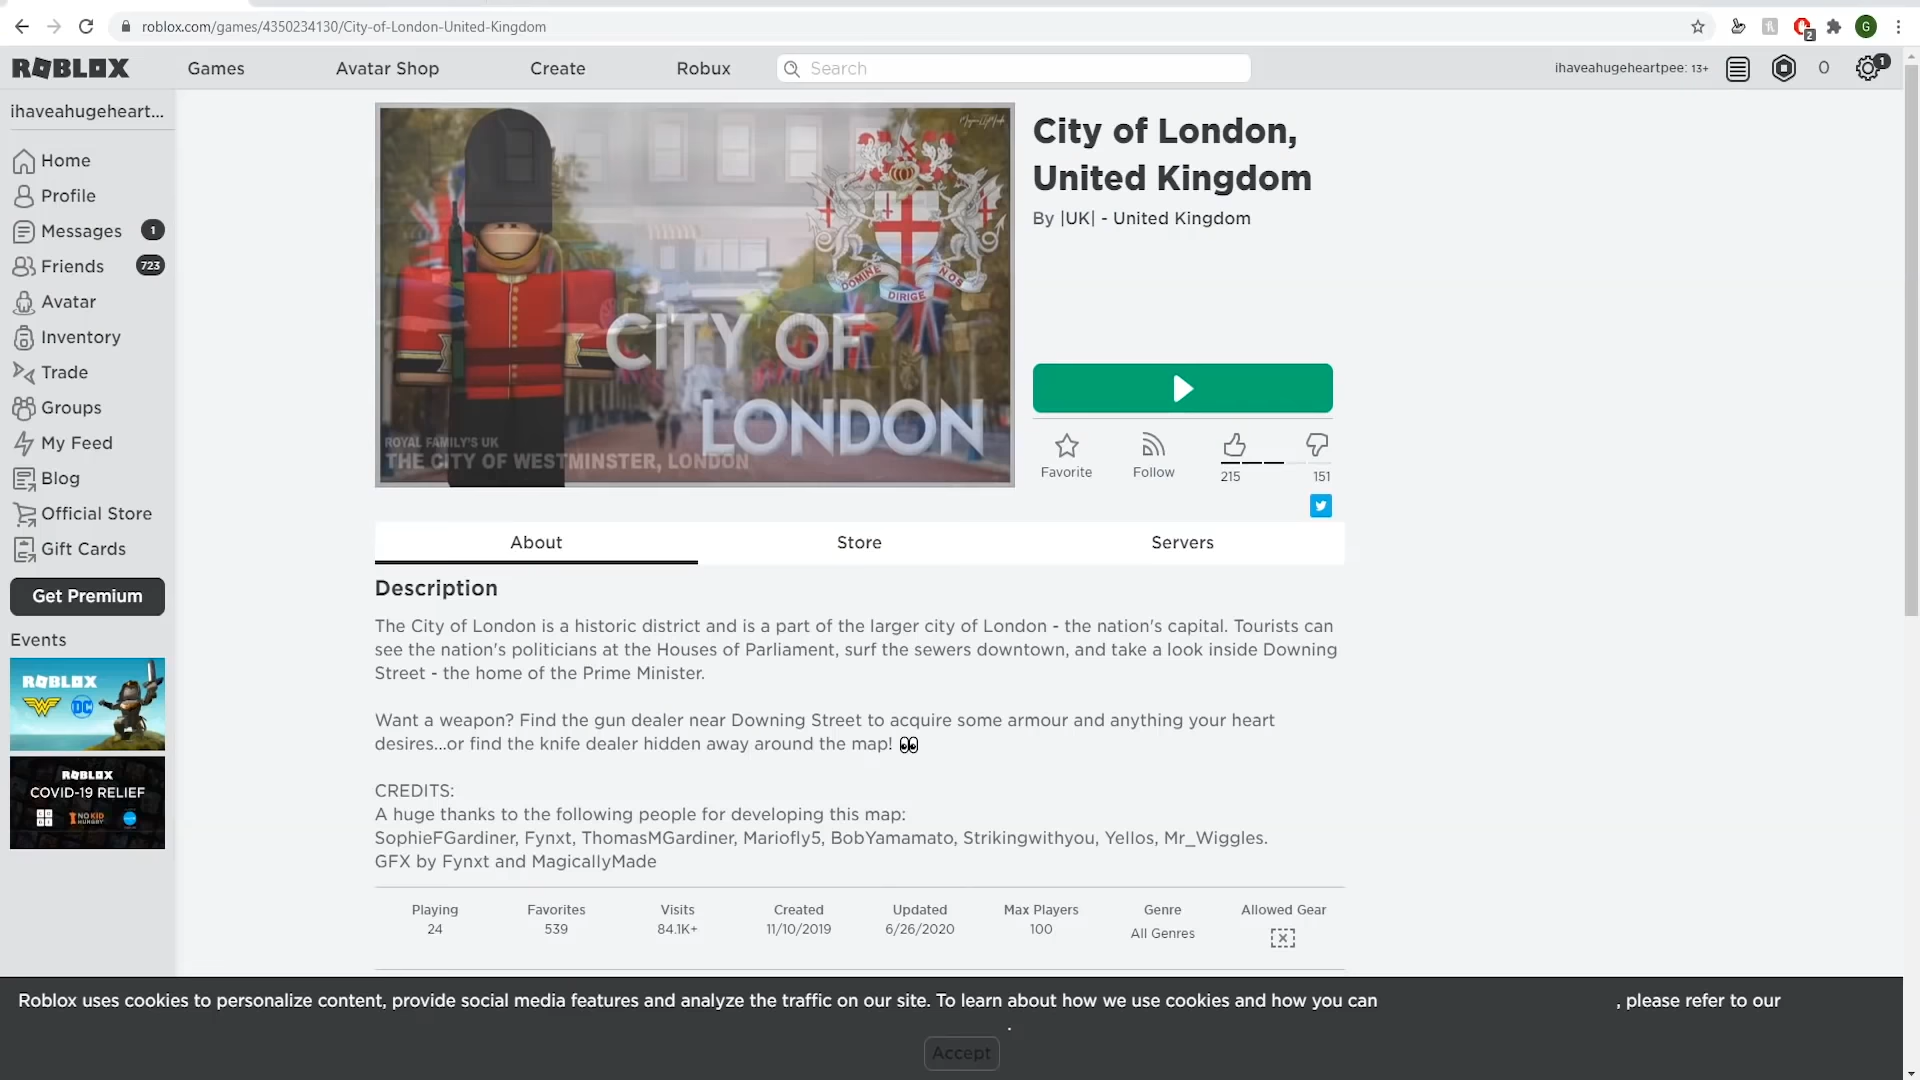 roblox.com/games/4350234130/City-of-London-United-Kingdom
2
G
ROBLOX
Games
Avatar Shop
Create
Robux
Search
ihaveahugeheartpee: 13+
0
1
ihaveahugeheart...
Home
Profile
Messages
1
Friends
723
Avatar
Inventory
Trade
Groups
My Feed
Blog
Official Store
Gift Cards
Get Premium
Events
ROBLOX
DC
ROBLOX
COVID-19 RELIEF
NO KID
HUNGRY
DOMINE
DIRIGE
NOS
CITY OF
LONDON
ROYAL FAMILY'S UK
THE CITY OF WESTMINSTER, LONDON
City of London,
United Kingdom
By |UK| - United Kingdom
Favorite
Follow
215
151
About
Store
Servers
Description
The City of London is a historic district and is a part of the larger city of London - the nation's capital. Tourists can
see the nation's politicians at the Houses of Parliament, surf the sewers downtown, and take a look inside Downing
Street - the home of the Prime Minister.
Want a weapon? Find the gun dealer near Downing Street to acquire some armour and anything your heart
desires...or find the knife dealer hidden away around the map! 👀
CREDITS:
A huge thanks to the following people for developing this map:
SophieFGardiner, Fynxt, ThomasMGardiner, Mariofly5, BobYamamato, Strikingwithyou, Yellos, Mr_Wiggles.
GFX by Fynxt and MagicallyMade
Playing
Favorites
Visits
Created
Updated
Max Players
Genre
Allowed Gear
24
539
84.1K+
11/10/2019
6/26/2020
100
All Genres
Roblox uses cookies to personalize content, provide social media features and analyze the traffic on our site. To learn about how we use cookies and how you can , please refer to our
.
Accept